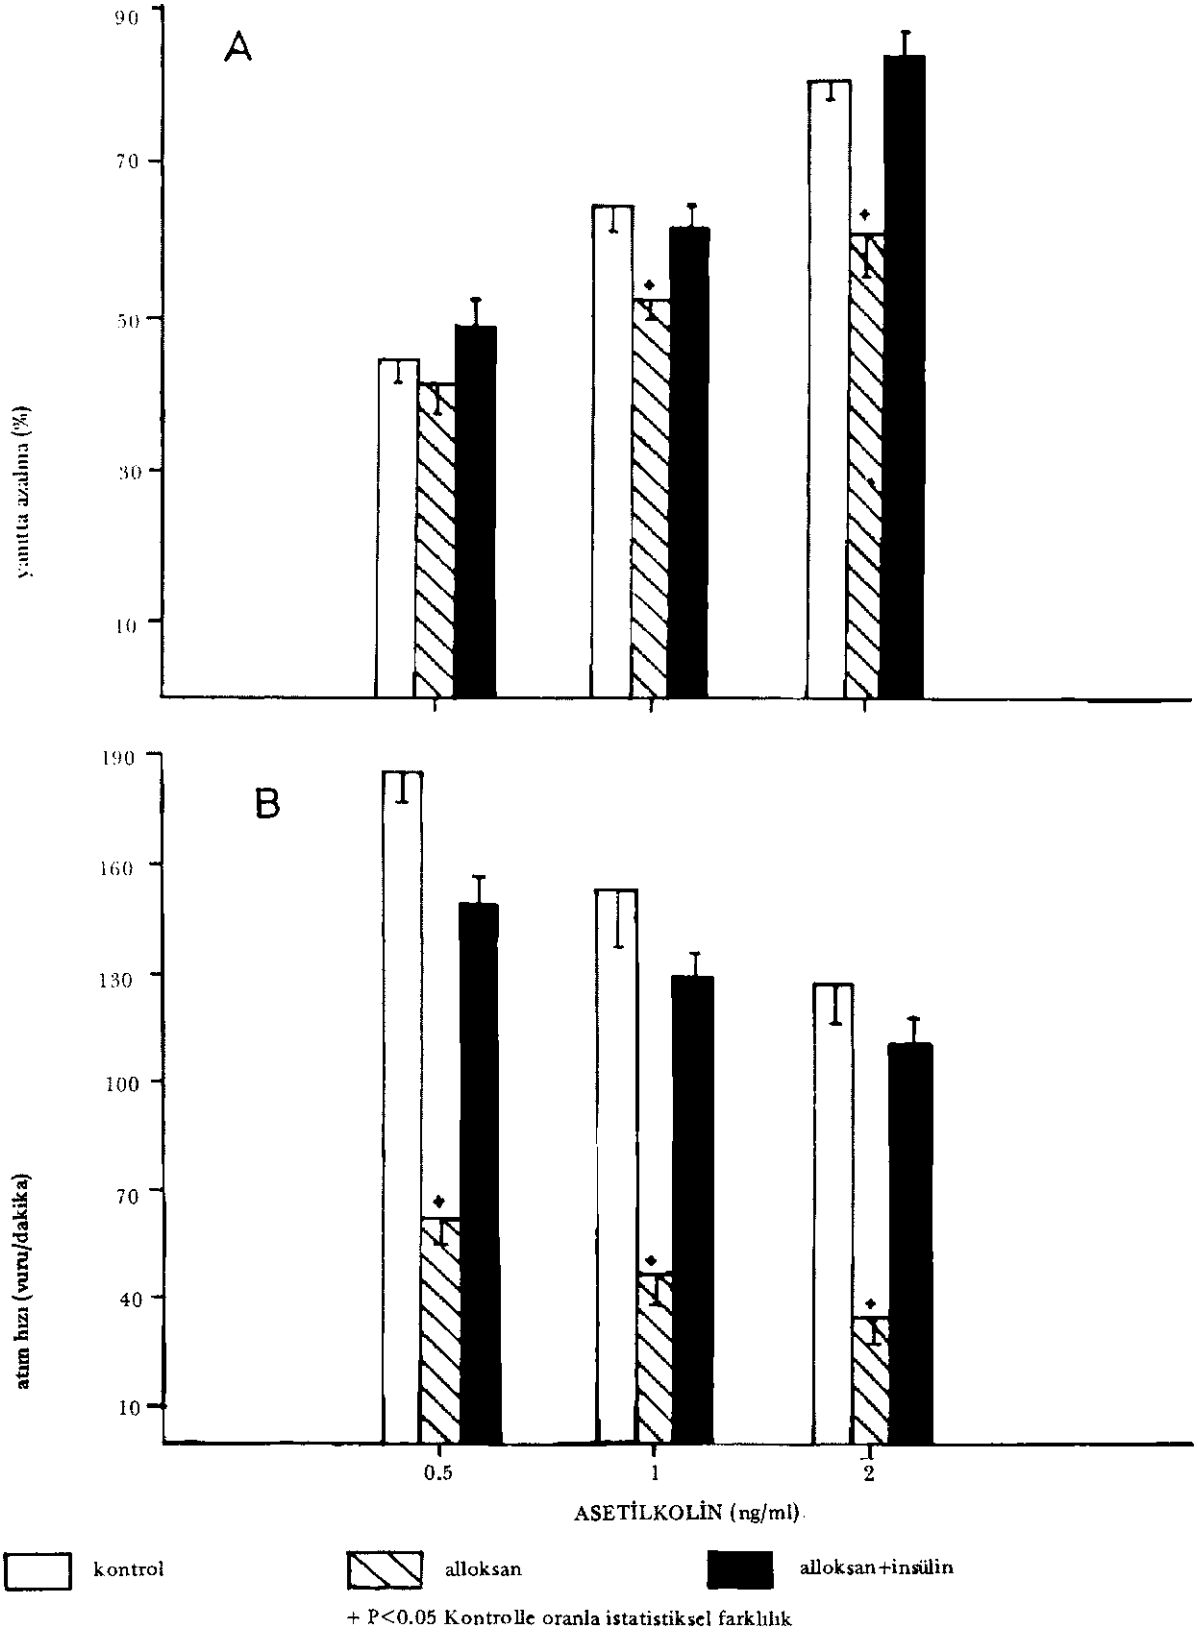 90
A
70
50
30
10
yanıtta azalma (%)
190
B
160
130
100
70
40
10
atım hızı (vuru/dakika)
0.5 1 2
ASETİLKOLİN (ng/ml)
kontrol alloksan alloksan+insülin
+ P<0.05 Kontrolle oranla istatistiksel farklılık